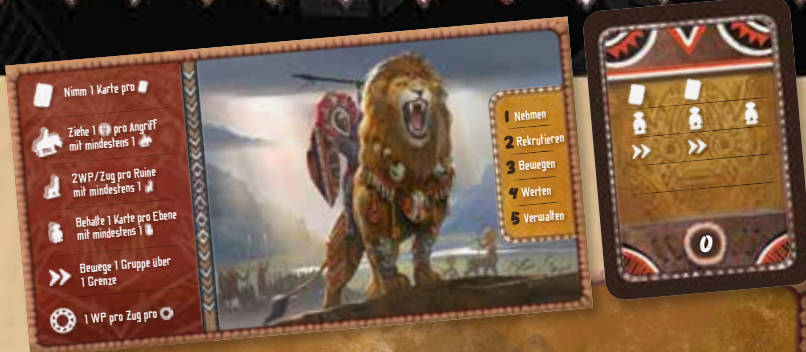 Nimm 1 Karte pro
Ziehe 1 pro Angriff
mit mindestens 1
2WP/Zug pro Ruine
mit mindestens 1
Behalte 1 Karte pro Ebene
mit mindestens 1
Bewege 1 Gruppe über
1 Grenze
1 WP pro Zug pro
1 Nehmen
2 Rekrutieren
3 Bewegen
4 Werten
5 Verwalten
0